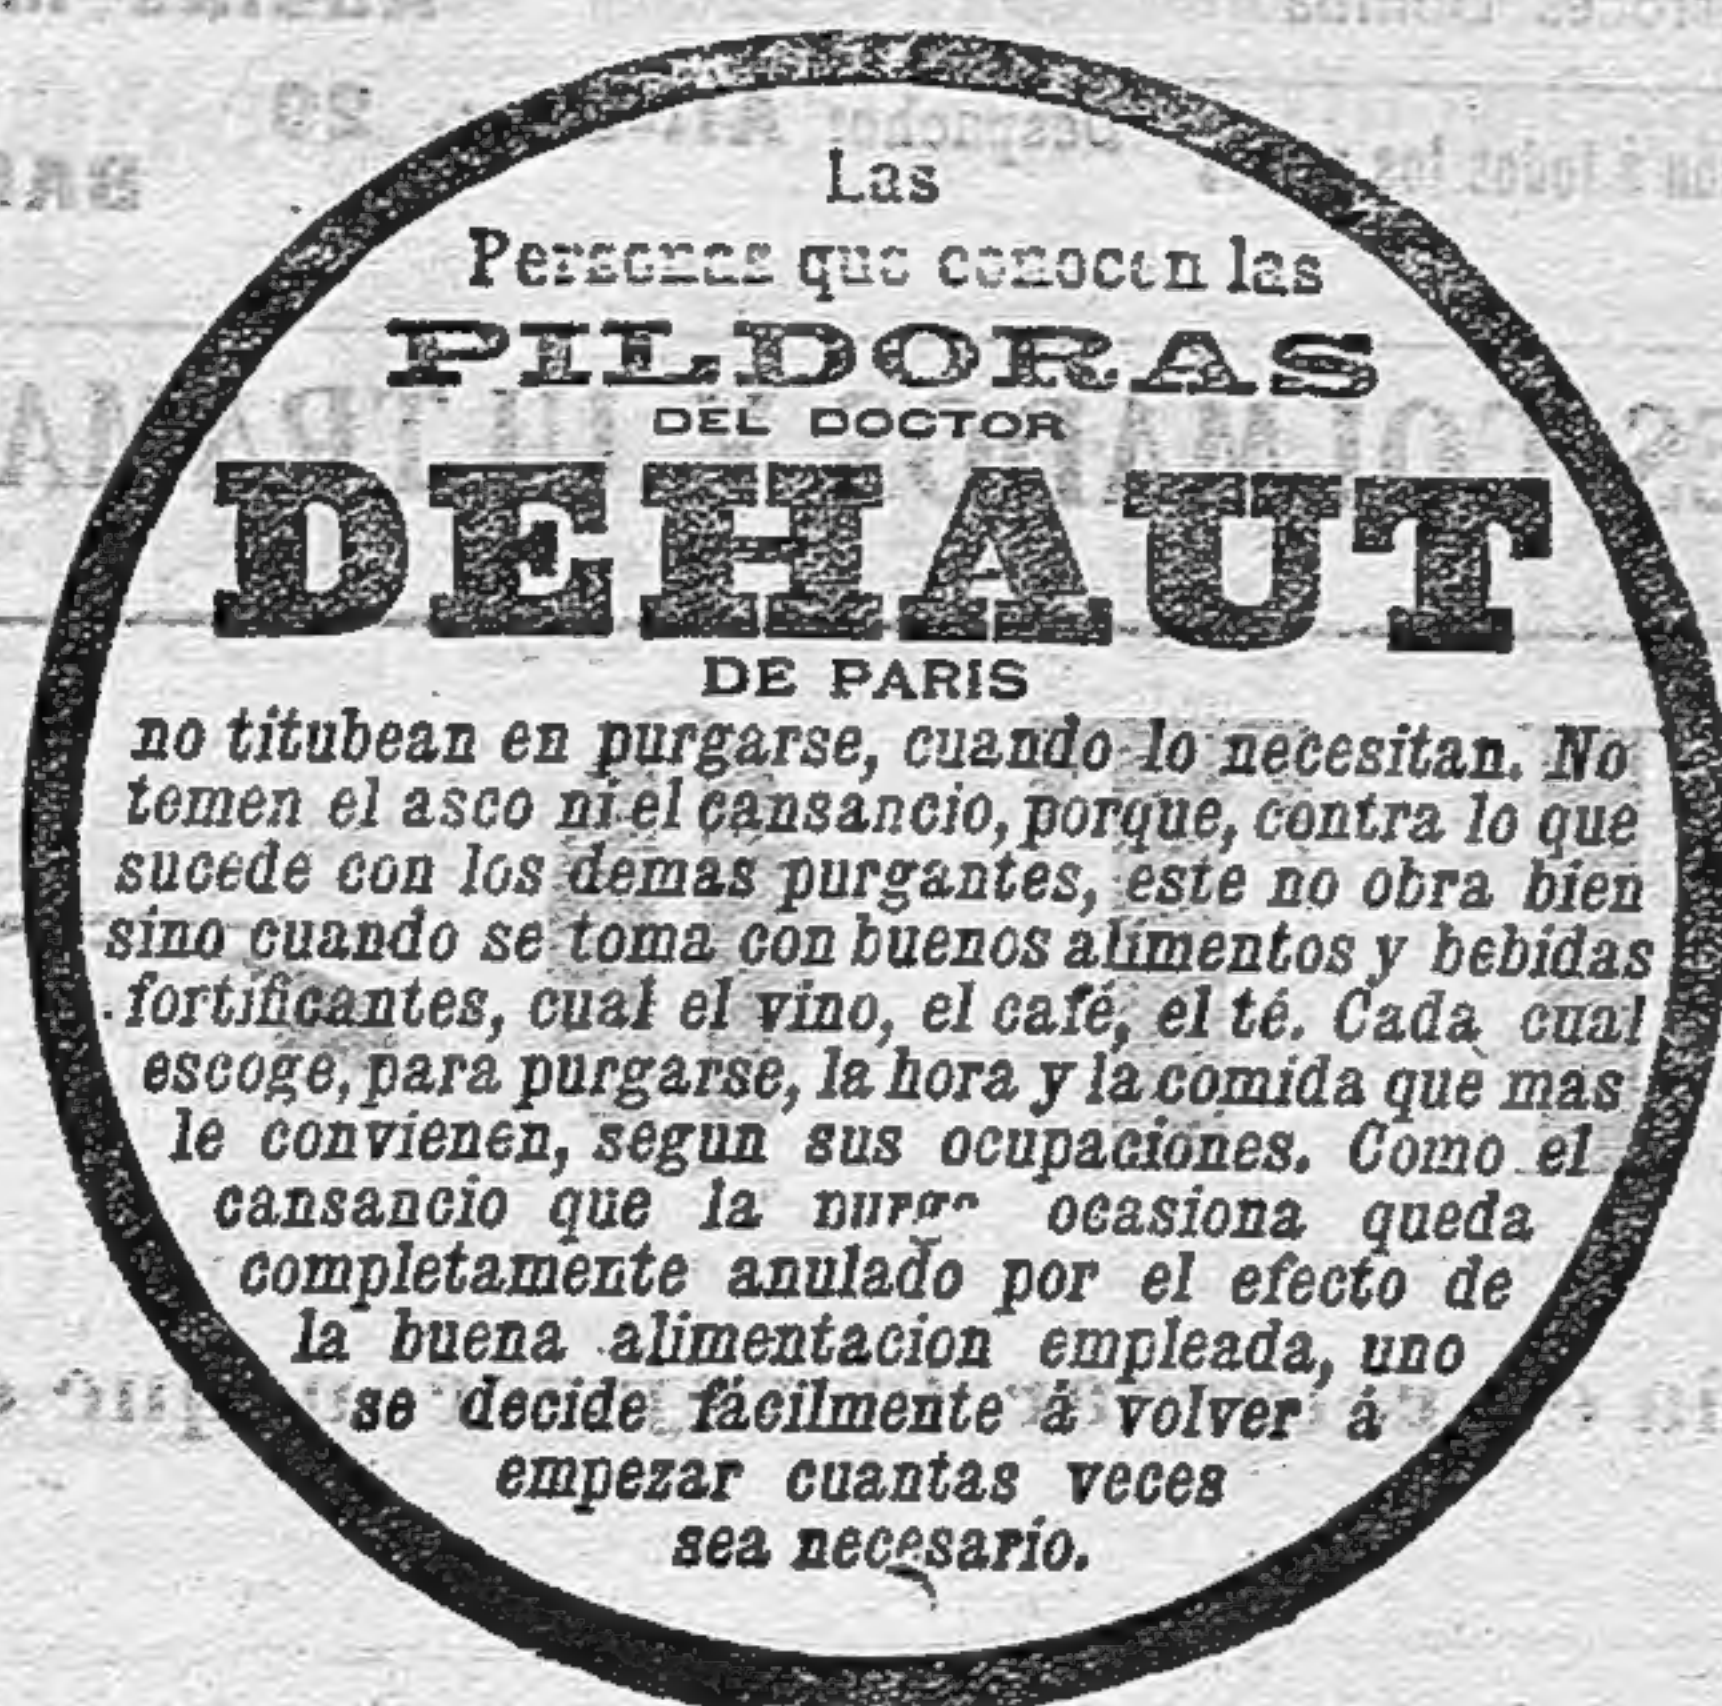 Las
Personas que conocen las
PILDORAS
DEL DOCTOR
DEHAUT
DE PARIS
no titubean en purgarse, cuando lo necesitan. No
temen el asco ni el cansancio, porque, contra lo que
sucede con los demas purgantes, este no obra bien
sino cuando se toma con buenos alimentos y bebidas
fortificantes, cual el vino, el café, el té. Cada cual
escoge, para purgarse, la hora y la comida que mas
le convienen, segun sus ocupaciones. Como el
cansancio que la purga ocasiona queda
completamente anulado por el efecto de
la buena alimentacion empleada, uno
se decide fácilmente á volver á
empezar cuantas veces
sea necesario.